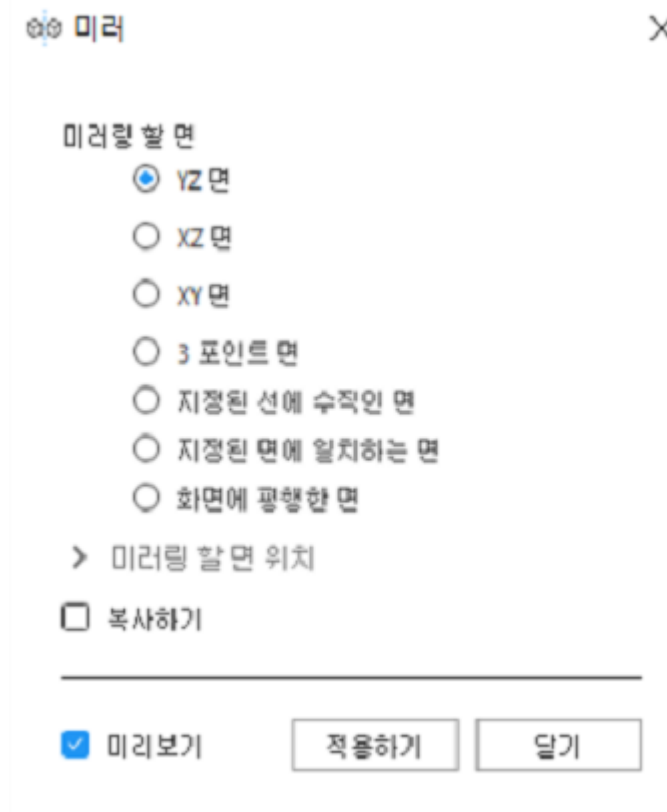 미러
미러링 할 면
YZ 면
XZ 면
XY 면
3 포인트 면
지정된 선에 수직인 면
지정된 면에 일치하는 면
화면에 평행한 면
미러링 할 면 위치
복사하기
미리보기 적용하기 닫기